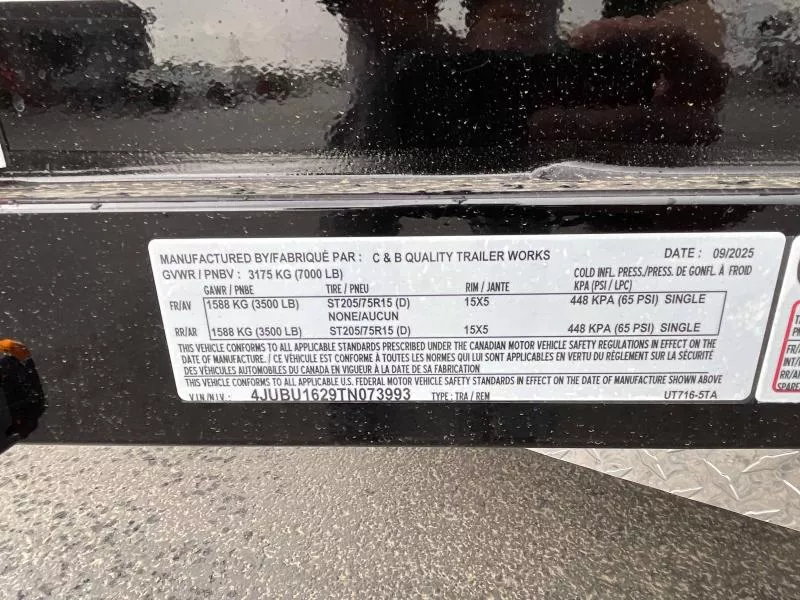 MANUFACTURED BY/FABRIQUÉ PAR : C & B QUALITY TRAILER WORKS DATE : 09/2025
GVWR / PNBV : 3175 KG (7000 LB)
COLD INFL. PRESS./PRESS. DE GONFL. À FROID
GAWR / PNBE TIRE / PNEU RIM / JANTE KPA (PSI / LPC)
FR/AV 1588 KG (3500 LB) ST205/75R15 (D) 15X5 448 KPA (65 PSI) SINGLE
NONE/AUCUN
RR/AR 1588 KG (3500 LB) ST205/75R15 (D) 15X5 448 KPA (65 PSI) SINGLE
THIS VEHICLE CONFORMS TO ALL APPLICABLE STANDARDS PRESCRIBED UNDER THE CANADIAN MOTOR VEHICLE SAFETY REGULATIONS IN EFFECT ON THE
DATE OF MANUFACTURE. / CE VÉHICULE EST CONFORME À TOUTES LES NORMES QUI LUI SONT APPLICABLES EN VERTU DU RÈGLEMENT SUR LA SÉCURITÉ
DES VÉHICULES AUTOMOBILES DU CANADA EN VIGUEUR À LA DATE DE SA FABRICATION
THIS VEHICLE CONFORMS TO ALL APPLICABLE U.S. FEDERAL MOTOR VEHICLE SAFETY STANDARDS IN EFFECT ON THE DATE OF MANUFACTURE SHOWN ABOVE
V.I.N./N.I.V.: 4JUBU1629TN073993 TYPE : TRA / REM UT716-5TA
FR/A
INT/
RR/A
SPARE